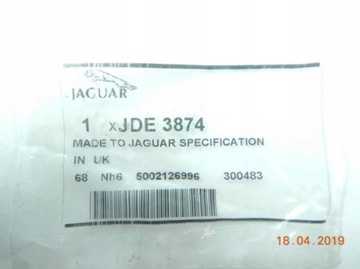 JAGUAR
1 xJDE 3874
MADE TO JAGUAR SPECIFICATION
IN UK
68 Nh6 5002126996 300483
18.04.2019